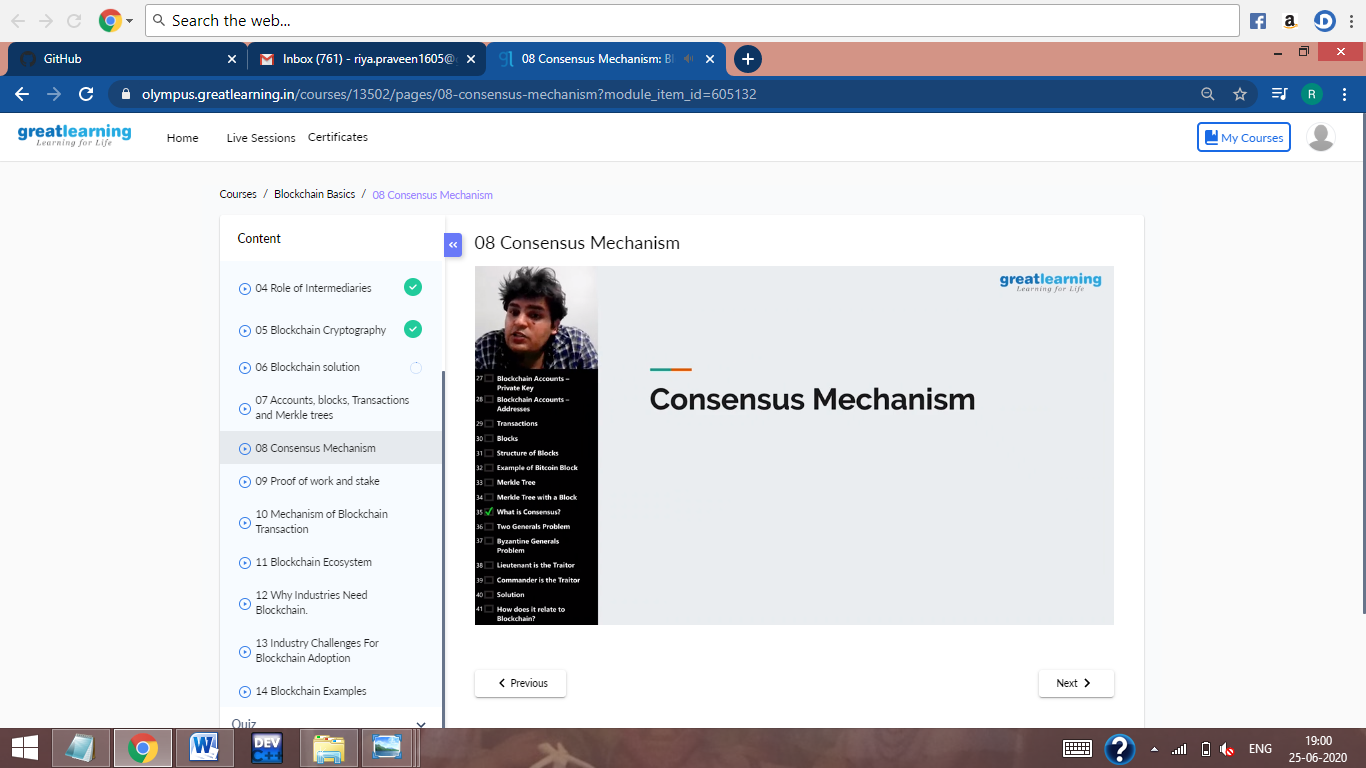 Search the web...
GitHub
Inbox (761) - riya.praveen1605@
08 Consensus Mechanism: Bl
olympus.greatlearning.in/courses/13502/pages/08-consensus-mechanism?module_item_id=605132
R
greatlearning
Learning for Life
Home
Live Sessions
Certificates
My Courses
Courses / Blockchain Basics / 08 Consensus Mechanism
Content
04 Role of Intermediaries
05 Blockchain Cryptography
06 Blockchain solution
07 Accounts, blocks, Transactions
and Merkle trees
08 Consensus Mechanism
09 Proof of work and stake
10 Mechanism of Blockchain
Transaction
11 Blockchain Ecosystem
12 Why Industries Need
Blockchain.
13 Industry Challenges For
Blockchain Adoption
14 Blockchain Examples
Quiz
08 Consensus Mechanism
greatlearning
Learning for Life
27 Blockchain Accounts –
Private Key
28 Blockchain Accounts –
Addresses
29 Transactions
30 Blocks
31 Structure of Blocks
32 Example of Bitcoin Block
33 Merkle Tree
34 Merkle Tree with a Block
35 What is Consensus?
36 Two Generals Problem
37 Byzantine Generals
Problem
38 Lieutenant is the Traitor
39 Commander is the Traitor
40 Solution
41 How does it relate to
Blockchain?
Consensus Mechanism
Previous
Next
DEV
C++
ENG
19:00
25-06-2020